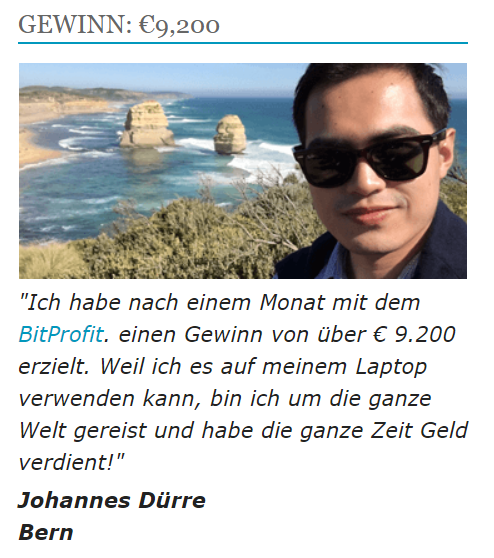 GEWINN: €9,200
"Ich habe nach einem Monat mit dem
BitProfit. einen Gewinn von über € 9.200
erzielt. Weil ich es auf meinem Laptop
verwenden kann, bin ich um die ganze
Welt gereist und habe die ganze Zeit Geld
verdient!"
Johannes Dürre
Bern